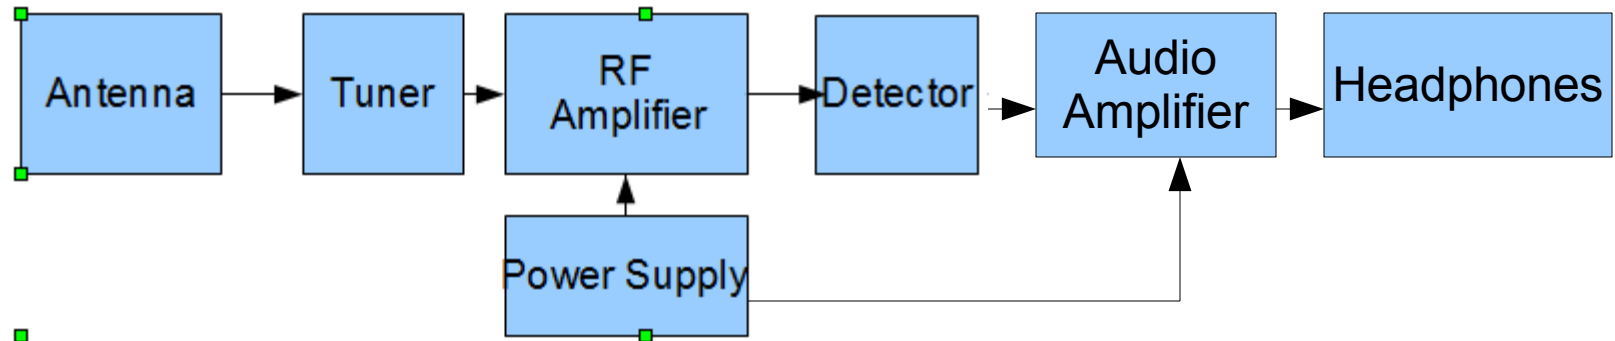 Antenna
Tuner
RF
Amplifier
Detector
Audio
Amplifier
Headphones
Power Supply